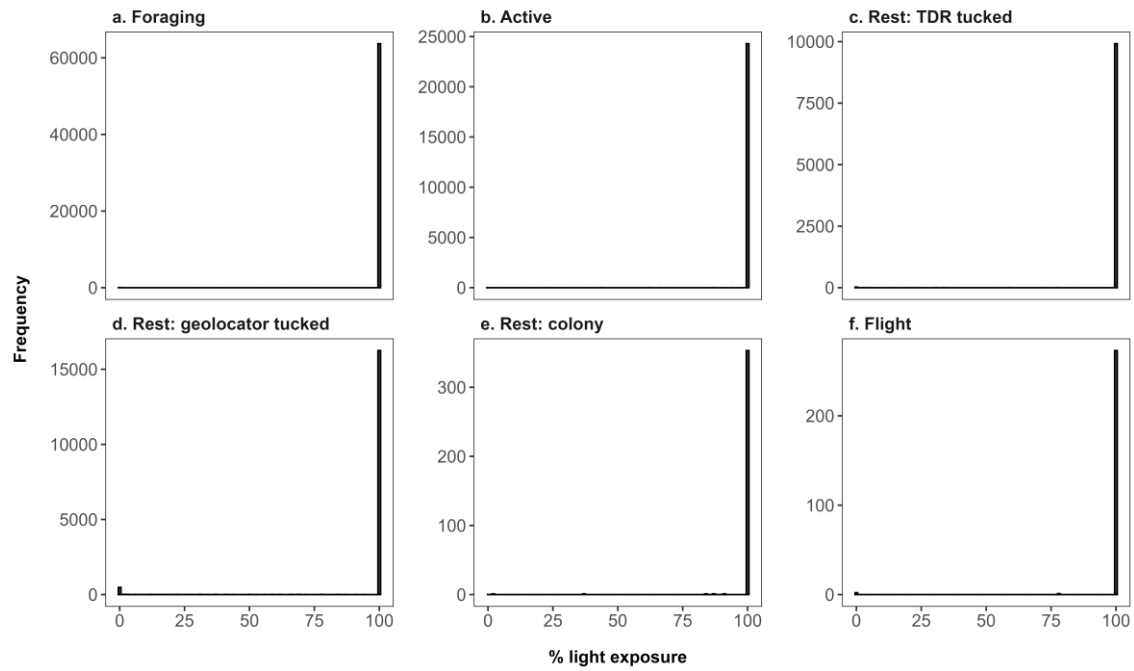 a. Foraging
b. Active
c. Rest: TDR tucked
60000
40000
20000
0
25000
20000
15000
10000
5000
0
10000
7500
5000
2500
0
Frequency
d. Rest: geolocator tucked
e. Rest: colony
f. Flight
15000
10000
5000
0
300
200
100
0
200
100
0
0 25 50 75 100
0 25 50 75 100
0 25 50 75 100
% light exposure